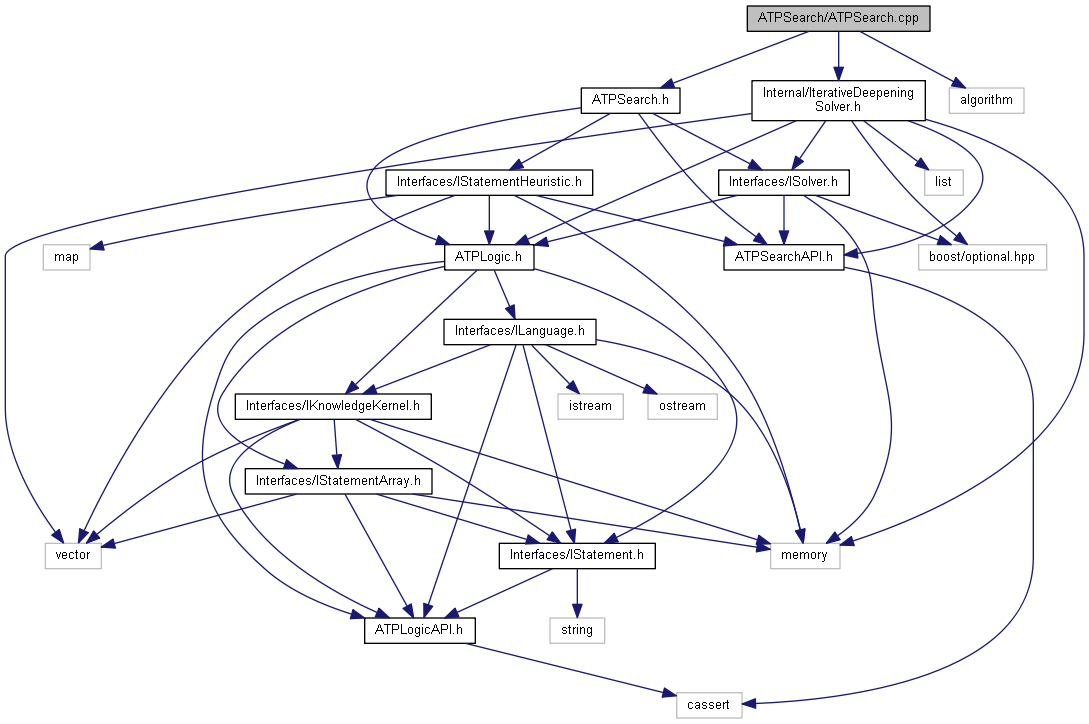 ATPSearch/ATPSearch.cpp
ATPSearch.h
Internal/IterativeDeepening
Solver.h
algorithm
Interfaces/IStatementHeuristic.h
Interfaces/ISolver.h
list
map
ATPLogic.h
ATPSearchAPI.h
boost/optional.hpp
Interfaces/ILanguage.h
Interfaces/IKnowledgeKernel.h
istream
ostream
Interfaces/IStatementArray.h
vector
Interfaces/IStatement.h
memory
ATPLogicAPI.h
string
cassert